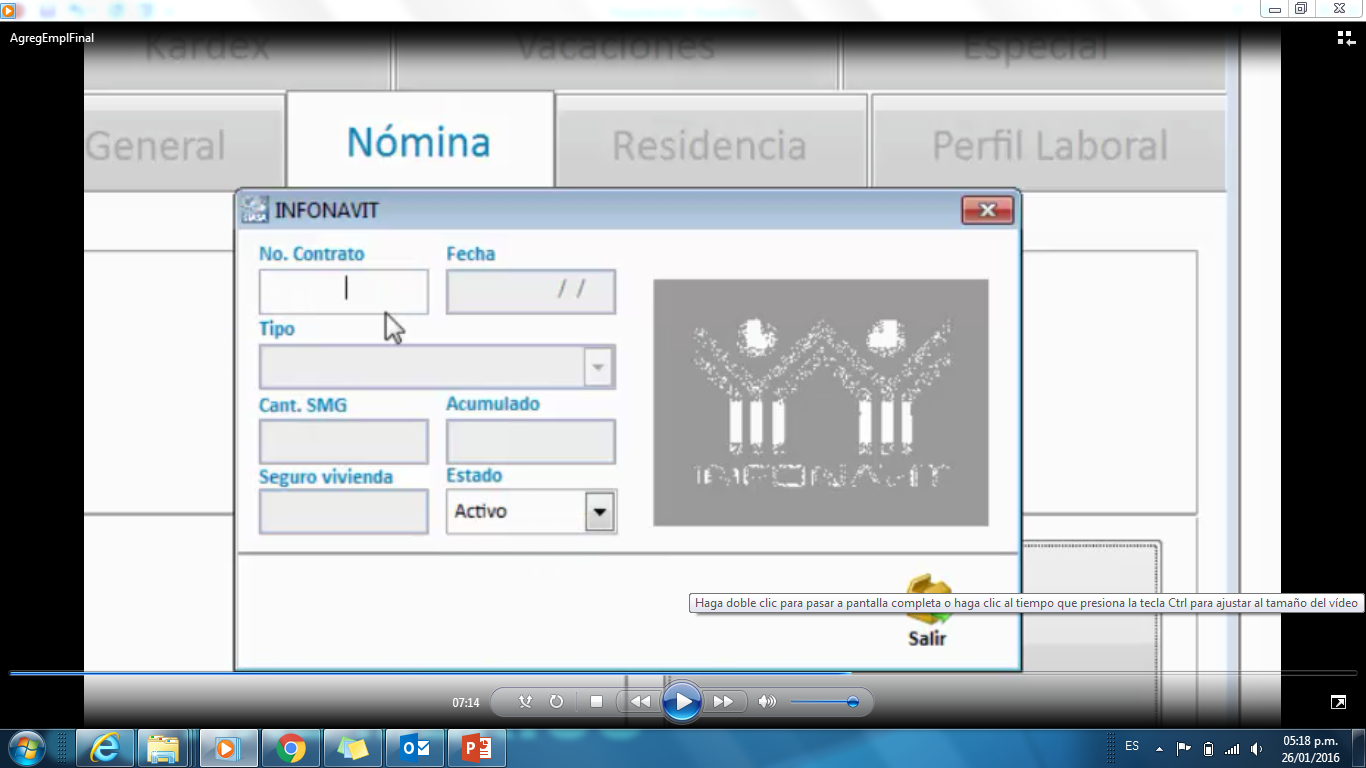 AgregEmplFinal
Kardex
Vacaciones
Especial
General
Nómina
Residencia
Perfil Laboral
INFONAVIT
No. Contrato
Fecha
/ /
Tipo
Cant. SMG
Acumulado
Seguro vivienda
Estado
Activo
INFONAVIT
Haga doble clic para pasar a pantalla completa o haga clic al tiempo que presiona la tecla Ctrl para ajustar al tamaño del vídeo
Salir
07:14
ES
05:18 p.m.
26/01/2016